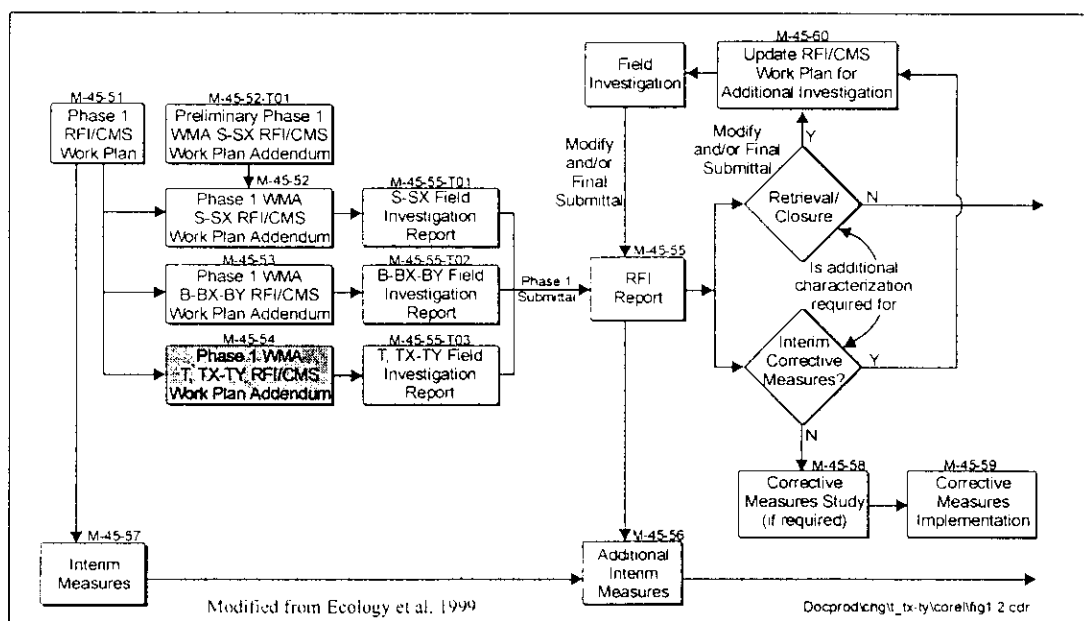 M-45-51
Phase 1
RFI/CMS
Work Plan
M-45-52-T01
Preliminary Phase 1
WMA S-SX RFI/CMS
Work Plan Addendum
M-45-52
Phase 1 WMA
S-SX RFI/CMS
Work Plan Addendum
M-45-55-T01
S-SX Field
Investigation
Report
M-45-53
Phase 1 WMA
B-BX-BY RFI/CMS
Work Plan Addendum
M-45-55-T02
B-BX-BY Field
Investigation
Report
M-45-54
Phase 1 WMA
T, TX-TY, RFI/CMS
Work Plan Addendum
M-45-55-T03
T, TX-TY Field
Investigation
Report
Phase 1
Submittal
Field
Investigation
Modify
and/or
Final
Submittal
M-45-55
RFI
Report
M-45-60
Update RFI/CMS
Work Plan for
Additional Investigation
Modify
and/or Final
Submittal
Y
Retrieval/
Closure
N
Is additional
characterization
required for
Interim
Corrective
Measures?
Y
N
M-45-58
Corrective
Measures Study
(if required)
M-45-59
Corrective
Measures
Implementation
M-45-57
Interim
Measures
M-45-56
Additional
Interim
Measures
Modified from Ecology et al. 1999
Docprod\chg\t_tx-ty\corel\fig1 2 cdr